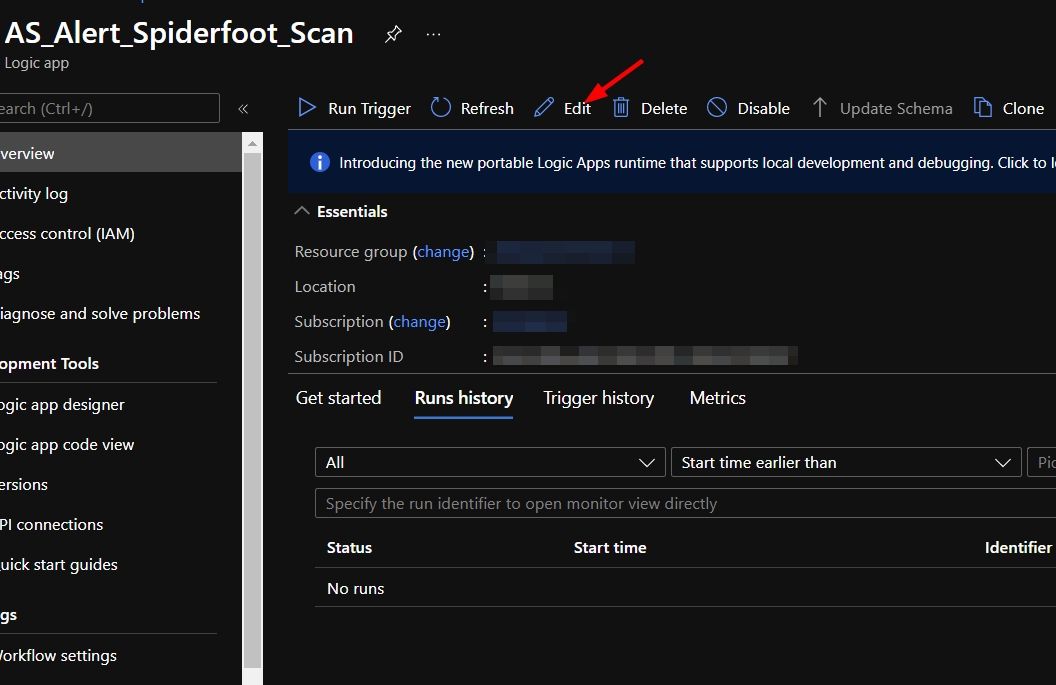 AS_Alert_Spiderfoot_Scan
Logic app
earch (Ctrl+/)
«
Run Trigger Refresh Edit Delete Disable Update Schema Clone
verview
ctivity log
ccess control (IAM)
ags
iagnose and solve problems
opment Tools
ogic app designer
ogic app code view
ersions
PI connections
uick start guides
gs
Workflow settings
Introducing the new portable Logic Apps runtime that supports local development and debugging. Click to le
Essentials
Resource group (change) :
Location :
Subscription (change) :
Subscription ID :
Get started Runs history Trigger history Metrics
All Start time earlier than Pic
Specify the run identifier to open monitor view directly
Status Start time Identifier
No runs